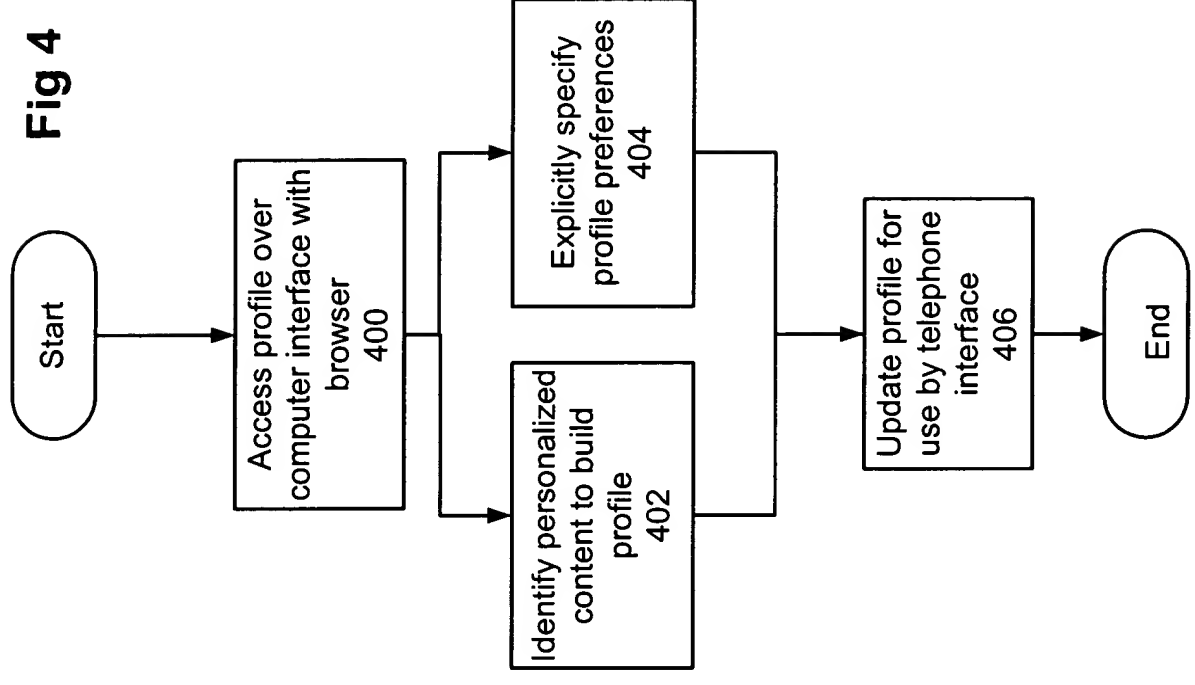 Fig 4
Start
Access profile over
computer interface with
browser
400
Identify personalized
content to build
profile
402
Explicitly specify
profile preferences
404
Update profile for
use by telephone
interface
406
End